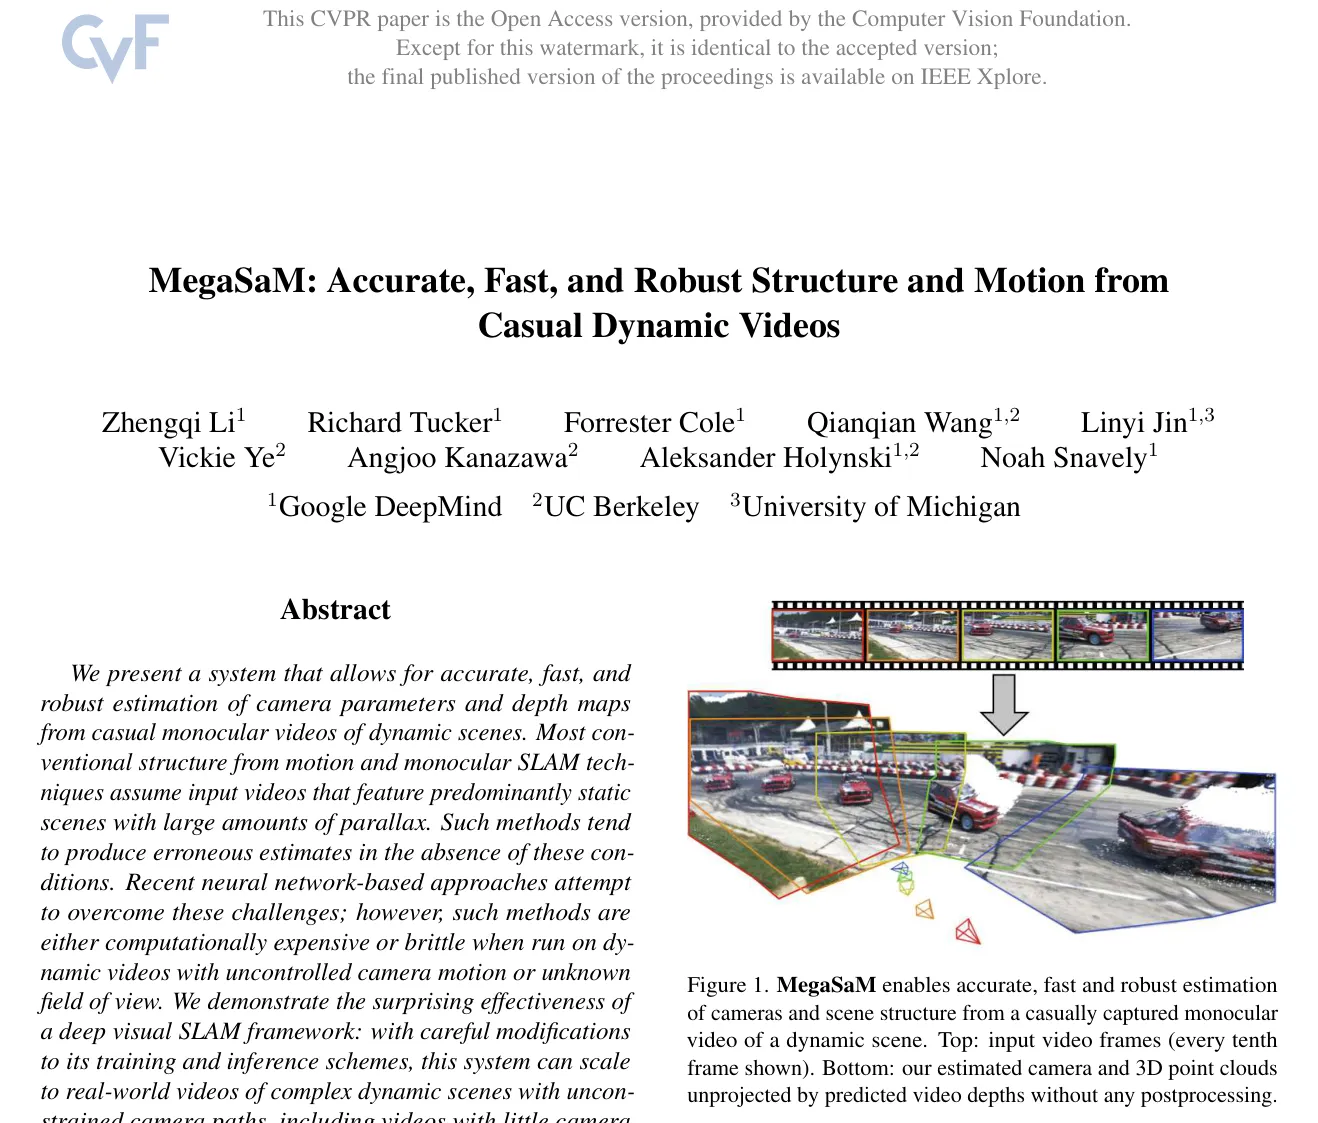 CVF
This CVPR paper is the Open Access version, provided by the Computer Vision Foundation.
Except for this watermark, it is identical to the accepted version;
the final published version of the proceedings is available on IEEE Xplore.
MegaSaM: Accurate, Fast, and Robust Structure and Motion from
Casual Dynamic Videos
Zhengqi Li¹ Richard Tucker¹ Forrester Cole¹ Qianqian Wang¹,² Linyi Jin¹,³
Vickie Ye² Angjoo Kanazawa² Aleksander Holynski¹,² Noah Snavely¹
¹Google DeepMind ²UC Berkeley ³University of Michigan
Abstract
We present a system that allows for accurate, fast, and
robust estimation of camera parameters and depth maps
from casual monocular videos of dynamic scenes. Most con-
ventional structure from motion and monocular SLAM tech-
niques assume input videos that feature predominantly static
scenes with large amounts of parallax. Such methods tend
to produce erroneous estimates in the absence of these con-
ditions. Recent neural network-based approaches attempt
to overcome these challenges; however, such methods are
either computationally expensive or brittle when run on dy-
namic videos with uncontrolled camera motion or unknown
field of view. We demonstrate the surprising effectiveness of
a deep visual SLAM framework: with careful modifications
to its training and inference schemes, this system can scale
to real-world videos of complex dynamic scenes with uncon-
strained camera paths, including videos with little camera
Figure 1. MegaSaM enables accurate, fast and robust estimation
of cameras and scene structure from a casually captured monocular
video of a dynamic scene. Top: input video frames (every tenth
frame shown). Bottom: our estimated camera and 3D point clouds
unprojected by predicted video depths without any postprocessing.